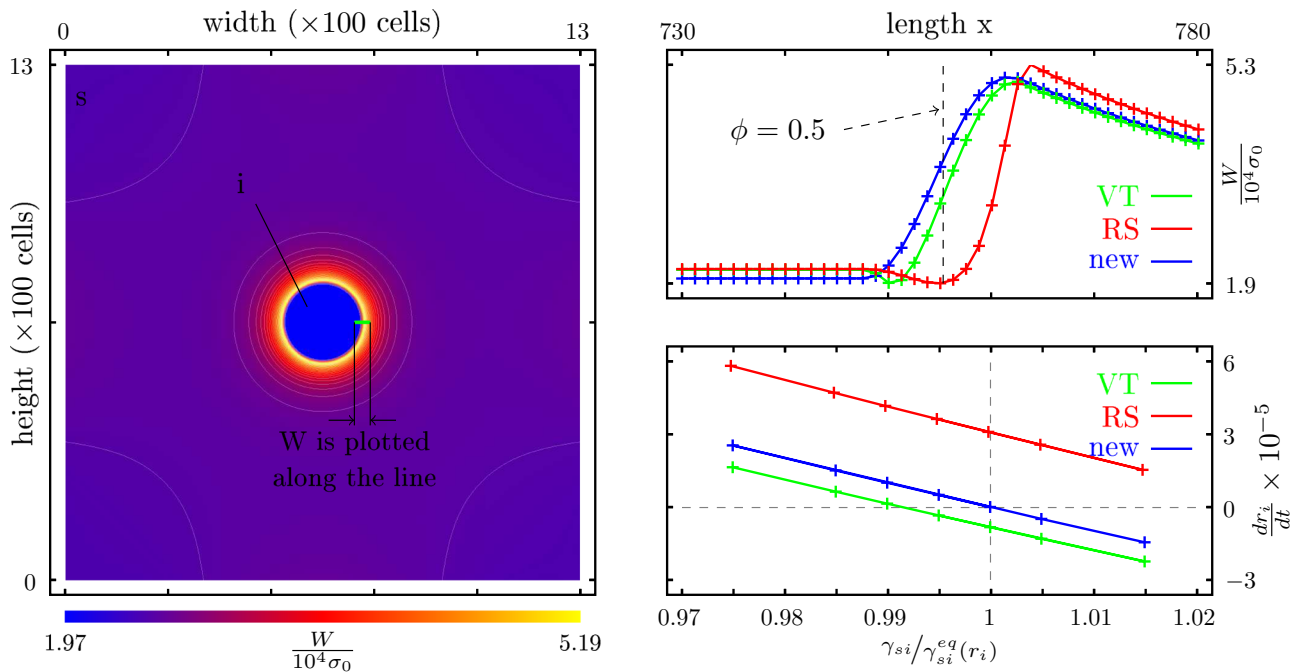 width (×100 cells)
0
13
13
s
i
height (×100 cells)
W is plotted
along the line
0
1.97
W/10⁴σ₀
5.19
length x
730
780
5.3
ϕ = 0.5
W/10⁴σ₀
VT
RS
new
1.9
6
VT
RS
new
3
0
−3
dr_i/dt × 10⁻⁵
0.97
0.98
0.99
1
1.01
1.02
γ_si/γ_si^eq(r_i)